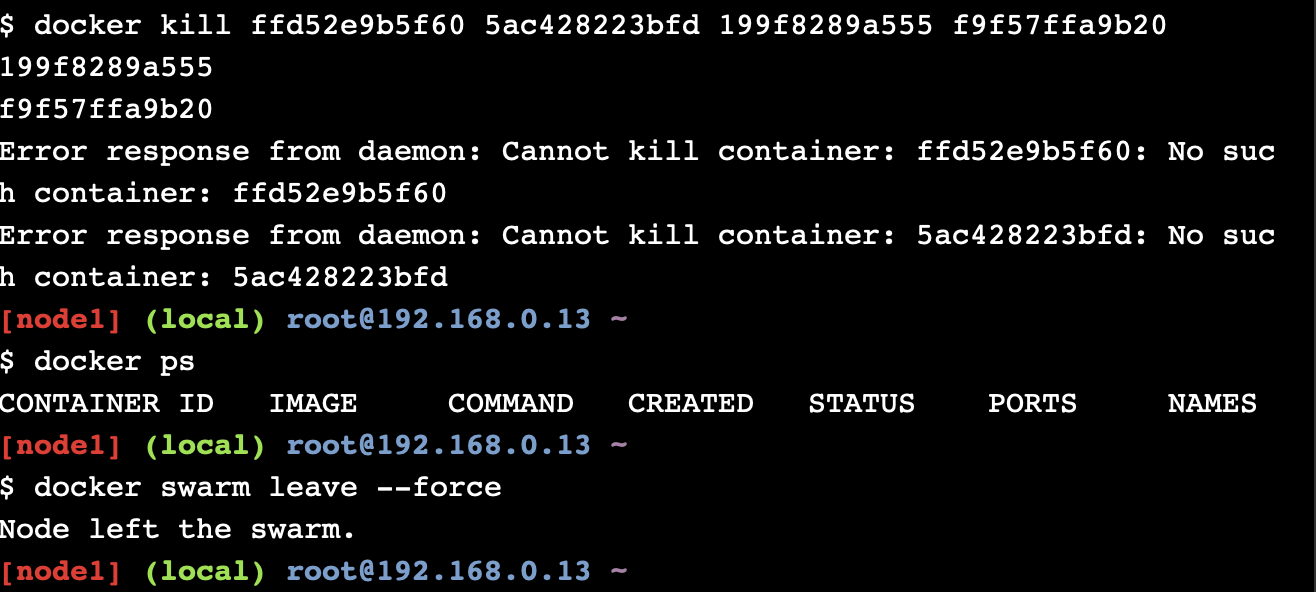 $ docker kill ffd52e9b5f60 5ac428223bfd 199f8289a555 f9f57ffa9b20
199f8289a555
f9f57ffa9b20
Error response from daemon: Cannot kill container: ffd52e9b5f60: No suc
h container: ffd52e9b5f60
Error response from daemon: Cannot kill container: 5ac428223bfd: No suc
h container: 5ac428223bfd
[node1] (local) root@192.168.0.13 ~
$ docker ps
CONTAINER ID   IMAGE     COMMAND   CREATED   STATUS    PORTS     NAMES
[node1] (local) root@192.168.0.13 ~
$ docker swarm leave --force
Node left the swarm.
[node1] (local) root@192.168.0.13 ~